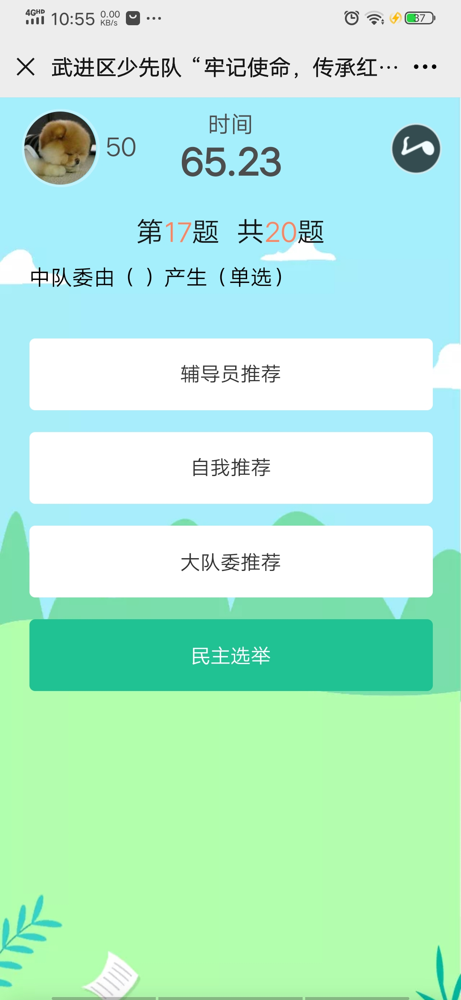 4GHD 10:55 0.00 KB/s ··· 37
武进区少先队“牢记使命，传承红··· ···
时间
50
65.23
第17题 共20题
中队委由（ ）产生（单选）
辅导员推荐
自我推荐
大队委推荐
民主选举